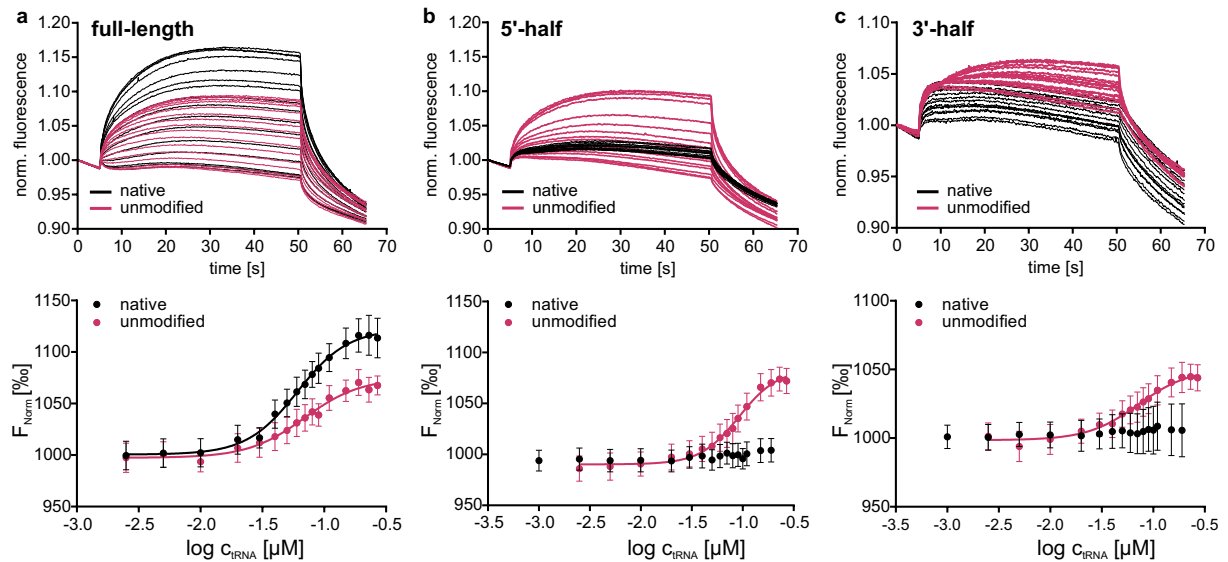 a full-length
norm. fluorescence
1.20
1.15
1.10
1.05
1.00
0.95
0.90
native
unmodified
0 10 20 30 40 50 60 70
time [s]
b 5'-half
norm. fluorescence
1.20
1.15
1.10
1.05
1.00
0.95
0.90
native
unmodified
0 10 20 30 40 50 60 70
time [s]
c 3'-half
norm. fluorescence
1.10
1.05
1.00
0.95
0.90
native
unmodified
0 10 20 30 40 50 60 70
time [s]
native
unmodified
F_Norm [‰]
1150
1100
1050
1000
950
-3.0 -2.5 -2.0 -1.5 -1.0 -0.5
log c_tRNA [µM]
native
unmodified
F_Norm [‰]
1150
1100
1050
1000
950
-3.5 -3.0 -2.5 -2.0 -1.5 -1.0 -0.5
log c_tRNA [µM]
native
unmodified
F_Norm [‰]
1100
1050
1000
950
-3.5 -3.0 -2.5 -2.0 -1.5 -1.0 -0.5
log c_tRNA [µM]